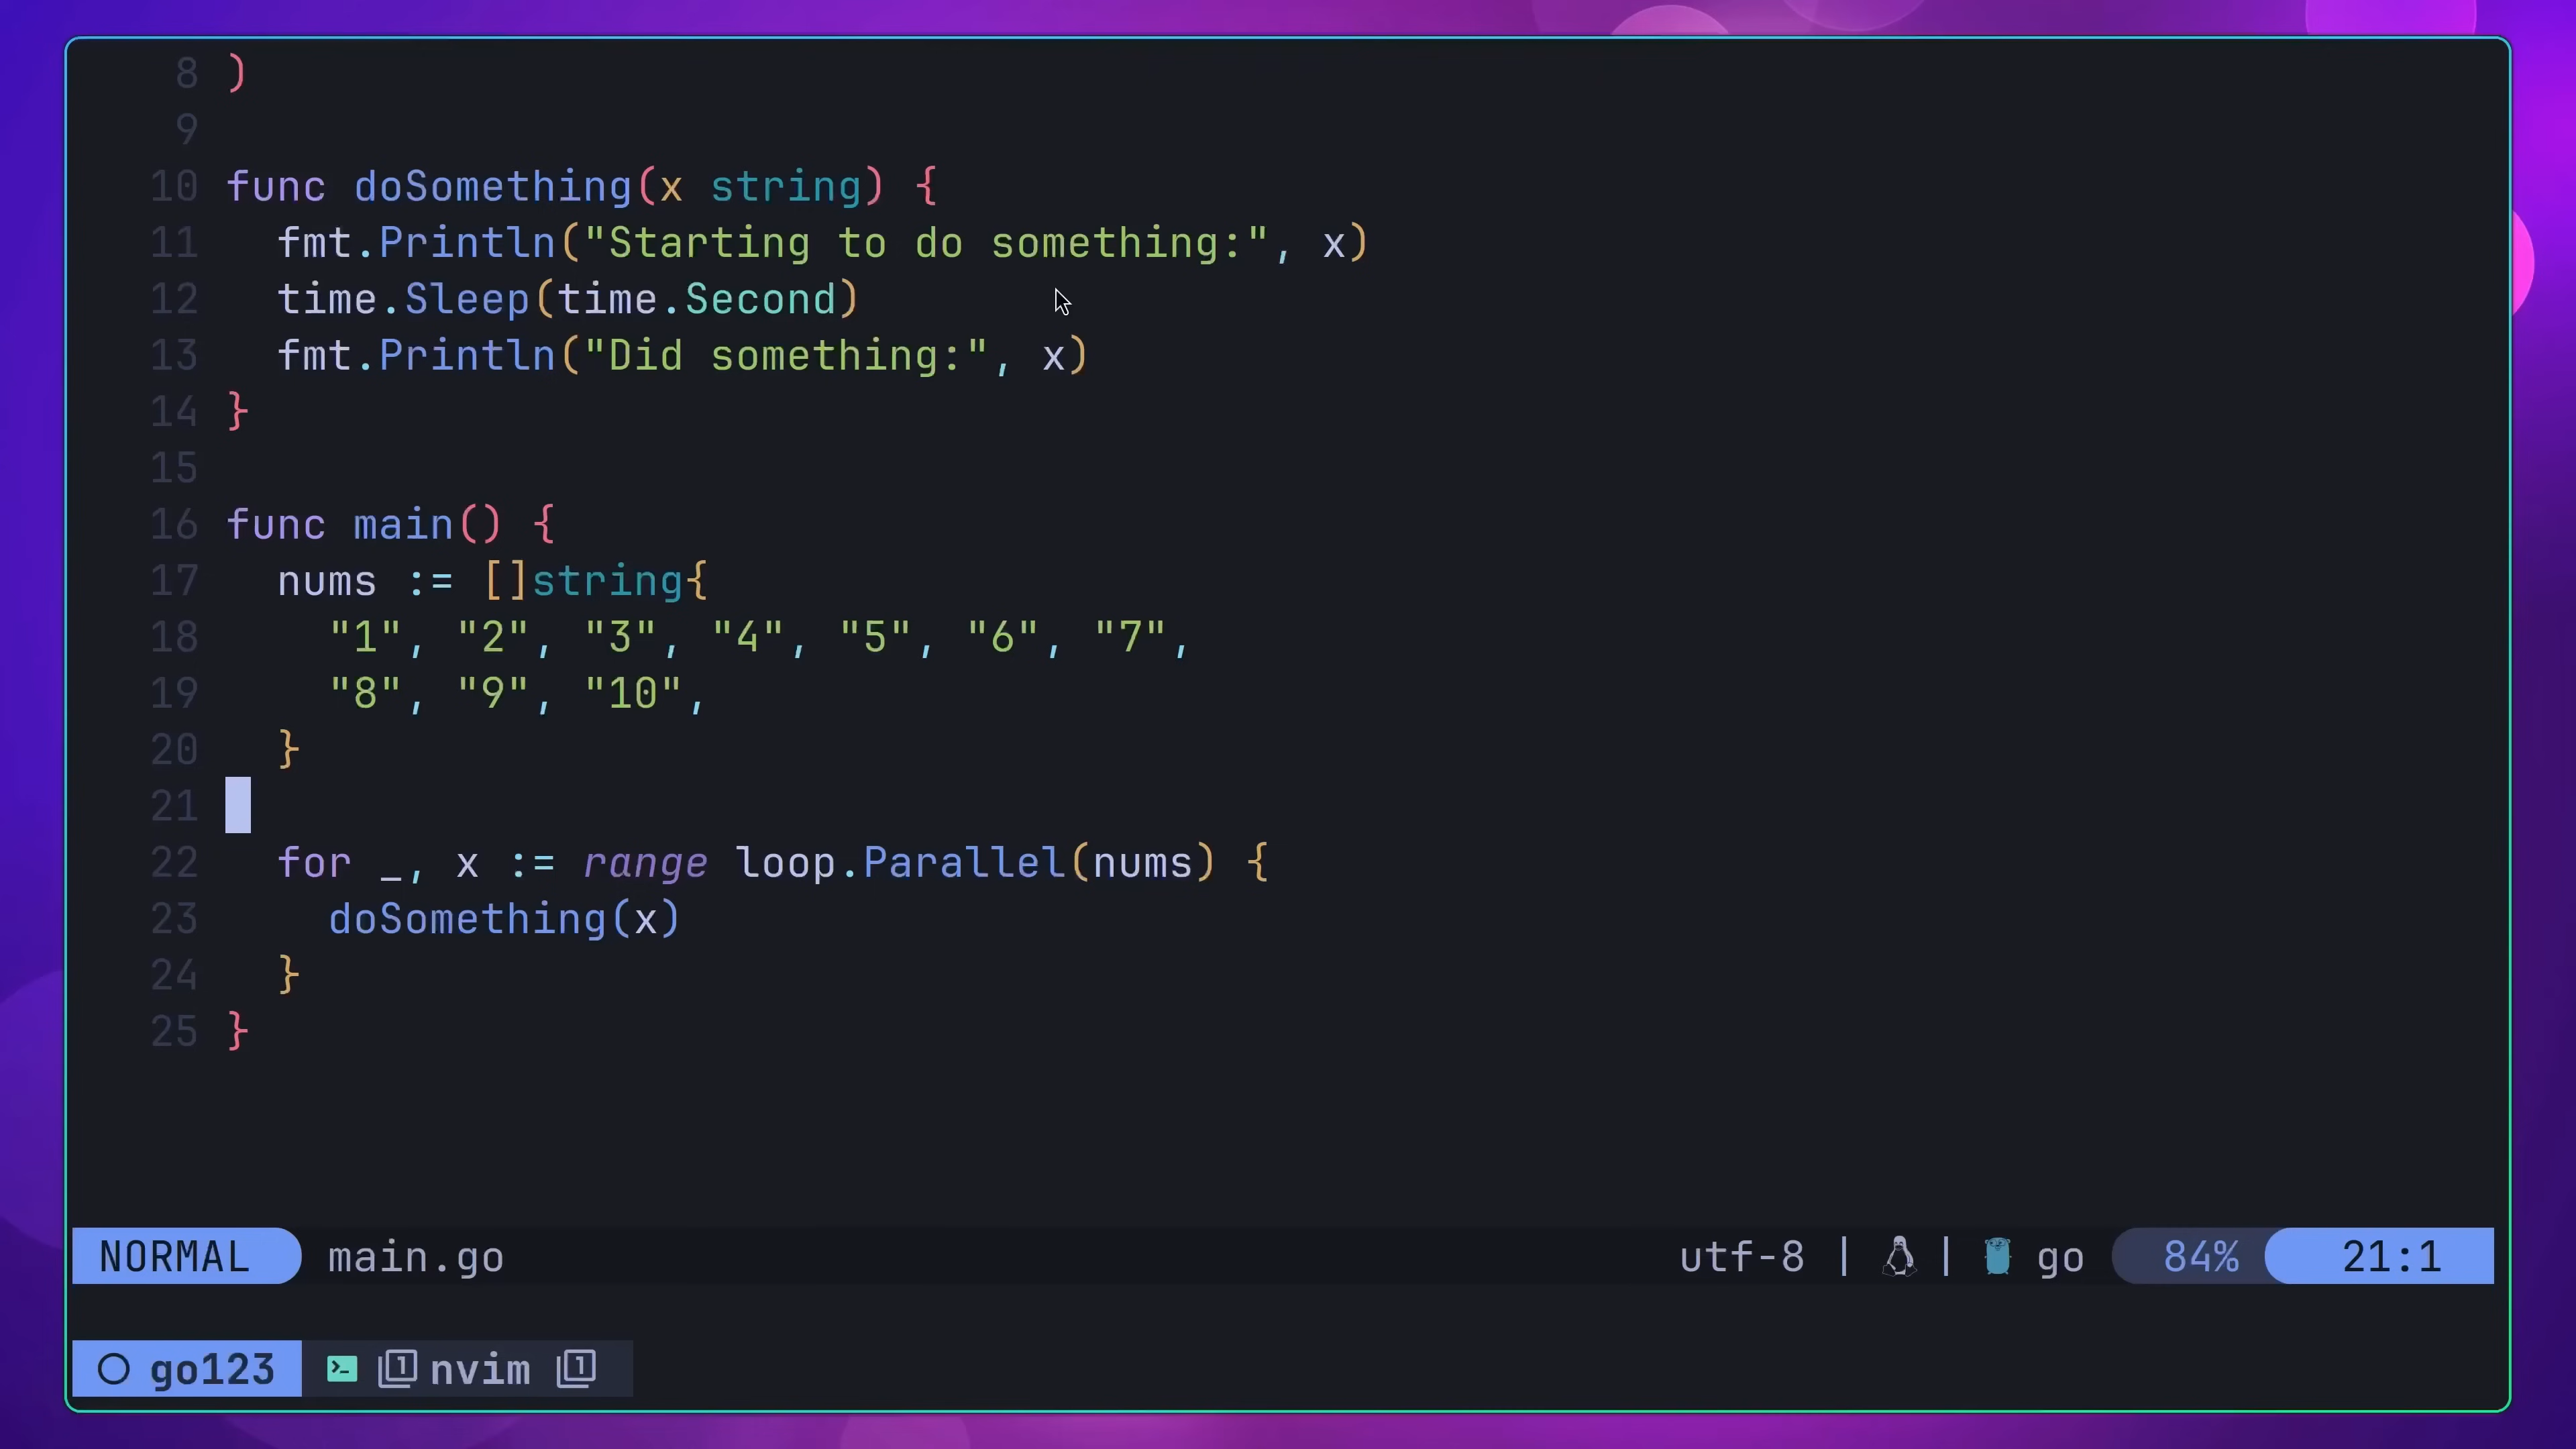 8 )
9
10 func doSomething(x string) {
11 fmt.Println("Starting to do something:", x)
12 time.Sleep(time.Second)
13 fmt.Println("Did something:", x)
14 }
15
16 func main() {
17 nums := []string{
18 "1", "2", "3", "4", "5", "6", "7",
19 "8", "9", "10",
20 }
21
22 for _, x := range loop.Parallel(nums) {
23 doSomething(x)
24 }
25 }
NORMAL main.go utf-8 | | go 84% 21:1
go123 1 nvim 1